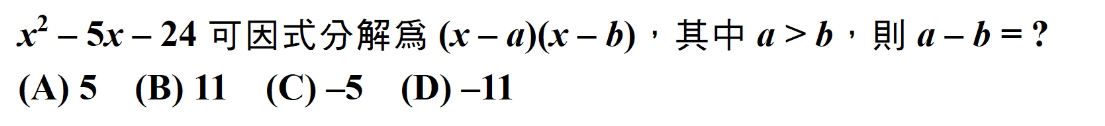 x² – 5x – 24 可因式分解為 (x – a)(x – b)，其中 a > b，則 a – b = ?
(A) 5 (B) 11 (C) –5 (D) –11